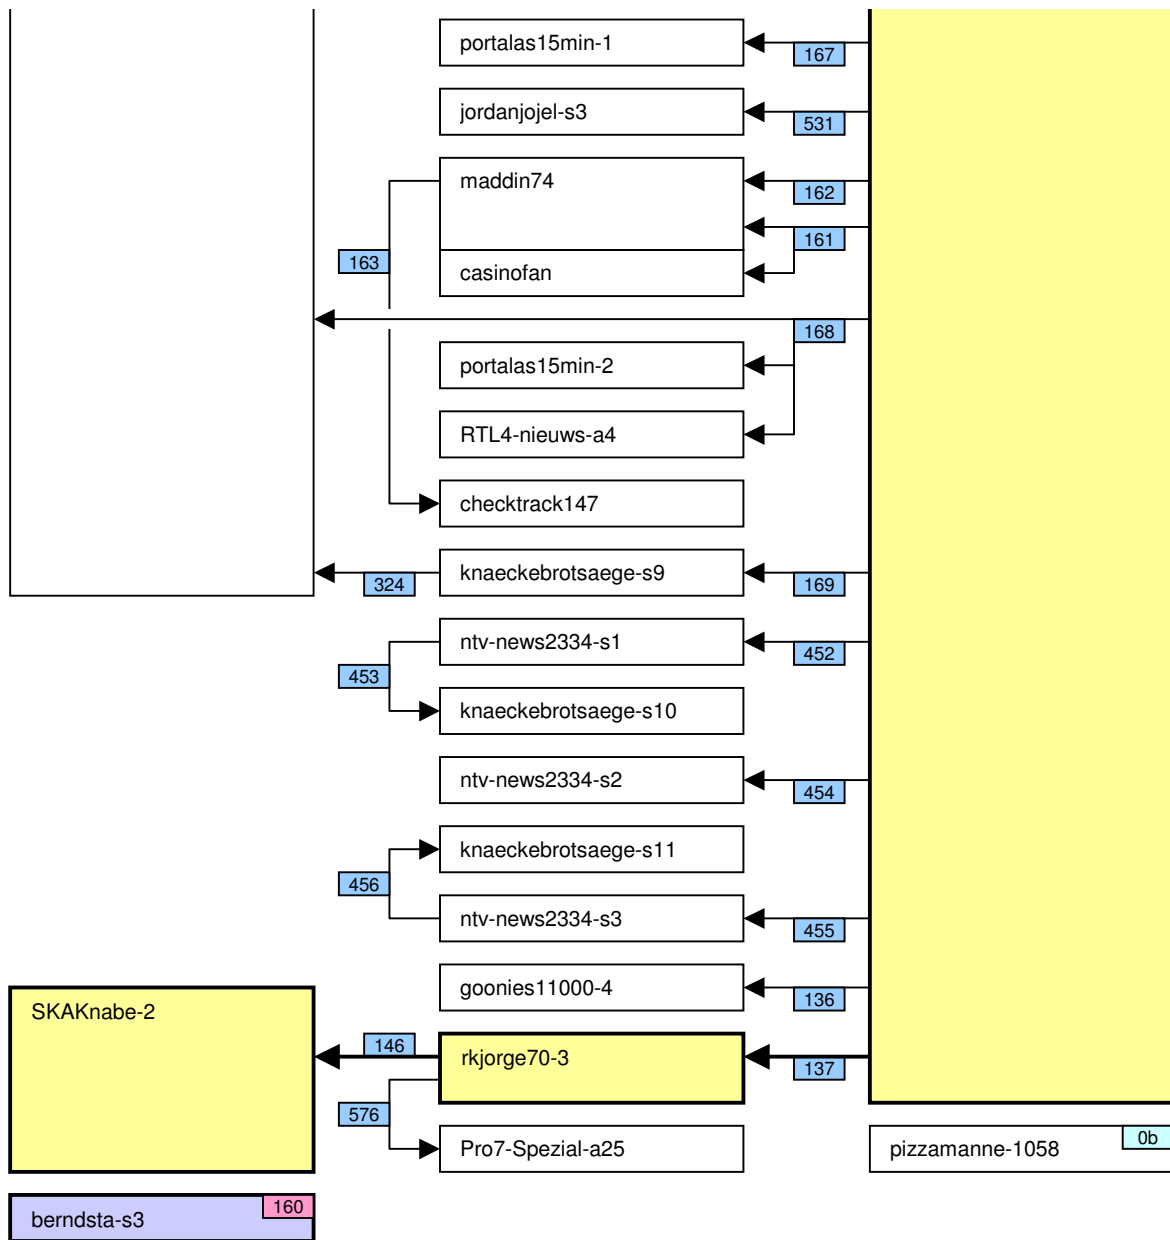 portalas15min-1
167
jordanjojel-s3
531
maddin74
162
161
163
casinofan
168
portalas15min-2
RTL4-nieuws-a4
checktrack147
324
knaeckebrotsaege-s9
169
ntv-news2334-s1
452
453
knaeckebrotsaege-s10
ntv-news2334-s2
454
knaeckebrotsaege-s11
456
ntv-news2334-s3
455
goonies11000-4
136
SKAKnabe-2
146
rkjorge70-3
137
576
Pro7-Spezial-a25
pizzamanne-1058
0b
160
berndsta-s3